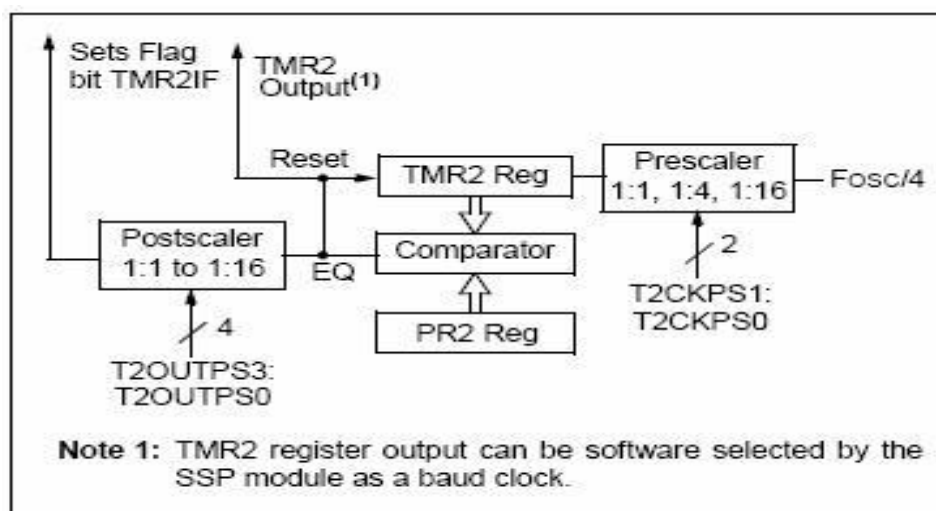 Sets Flag
bit TMR2IF
TMR2
Output(1)
Reset
TMR2 Reg
Prescaler
1:1, 1:4, 1:16
Fosc/4
Postscaler
1:1 to 1:16
EQ
Comparator
2
T2CKPS1:
T2CKPS0
PR2 Reg
4
T2OUTPS3:
T2OUTPS0
Note 1: TMR2 register output can be software selected by the
SSP module as a baud clock.